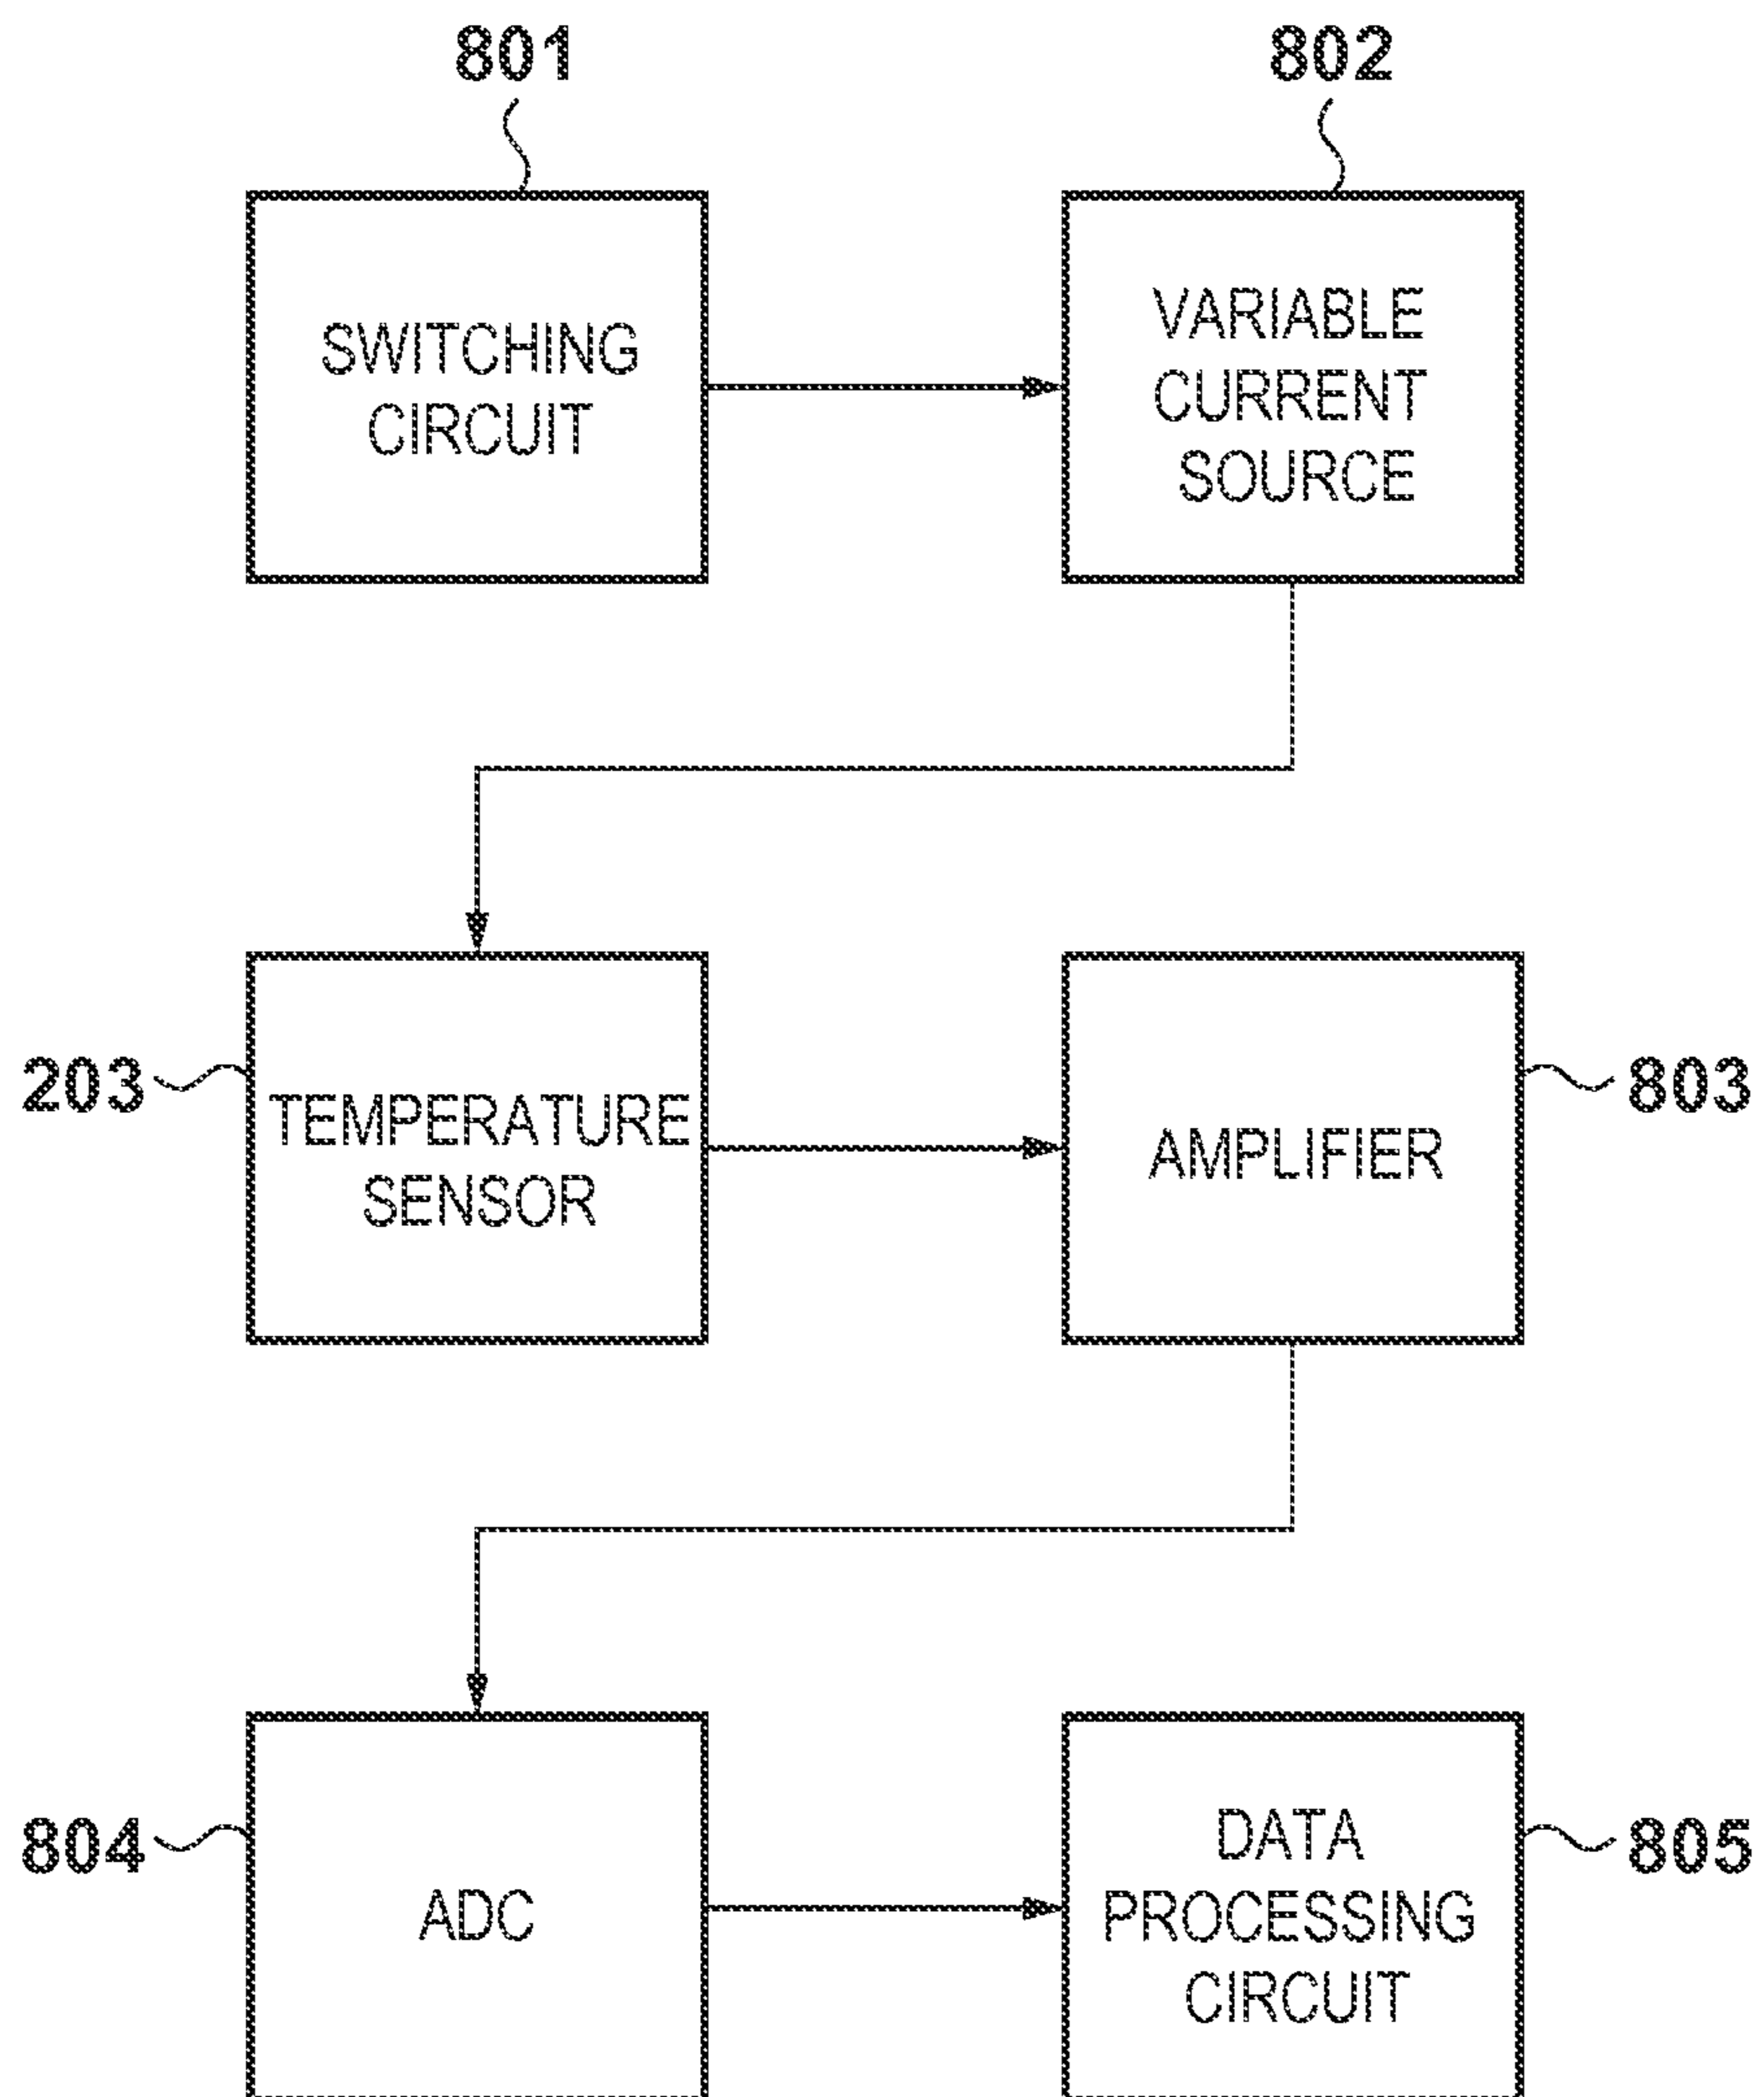 801
802
SWITCHING
CIRCUIT
VARIABLE
CURRENT
SOURCE
203
TEMPERATURE
SENSOR
AMPLIFIER
803
804
ADC
DATA
PROCESSING
CIRCUIT
805